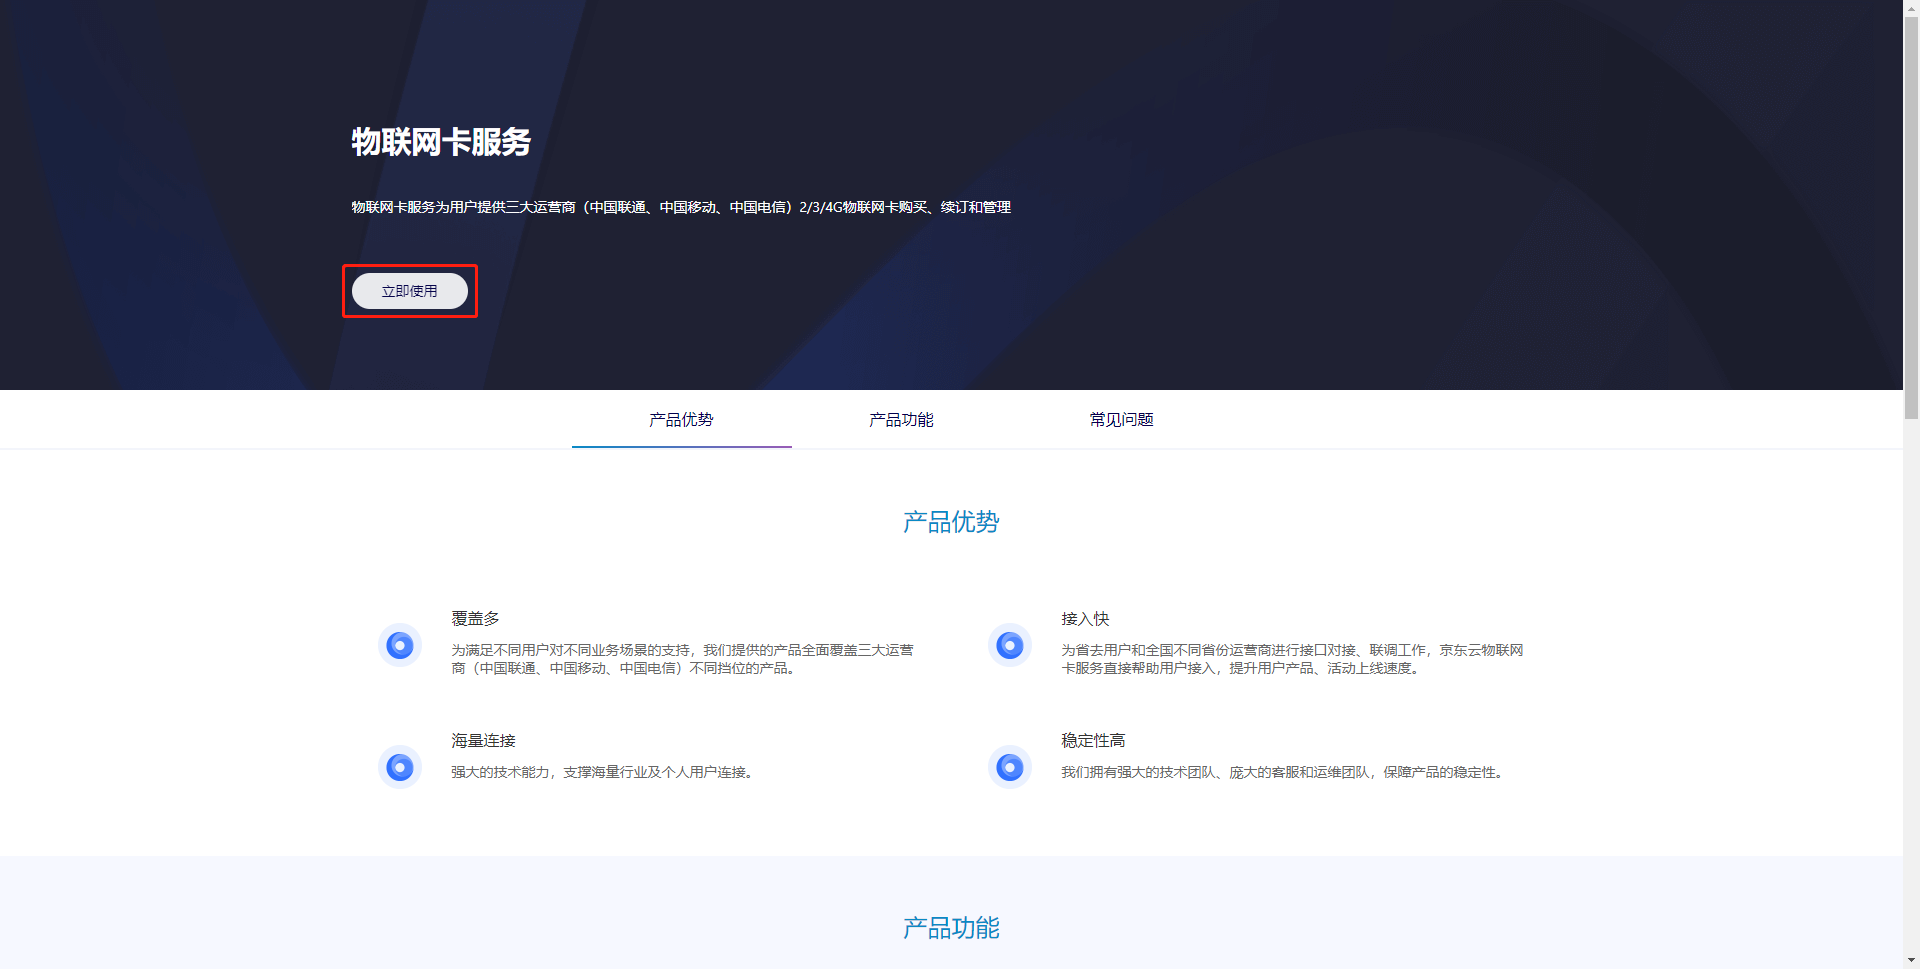 物联网卡服务
物联网卡服务为用户提供三大运营商（中国联通、中国移动、中国电信）2/3/4G物联网卡购买、续订和管理
立即使用
产品优势
产品功能
常见问题
产品优势
覆盖多
为满足不同用户对不同业务场景的支持，我们提供的产品全面覆盖三大运营
商（中国联通、中国移动、中国电信）不同挡位的产品。
接入快
为省去用户和全国不同省份运营商进行接口对接、联调工作，京东云物联网
卡服务直接帮助用户接入，提升用户产品、活动上线速度。
海量连接
强大的技术能力，支撑海量行业及个人用户连接。
稳定性高
我们拥有强大的技术团队、庞大的客服和运维团队，保障产品的稳定性。
产品功能